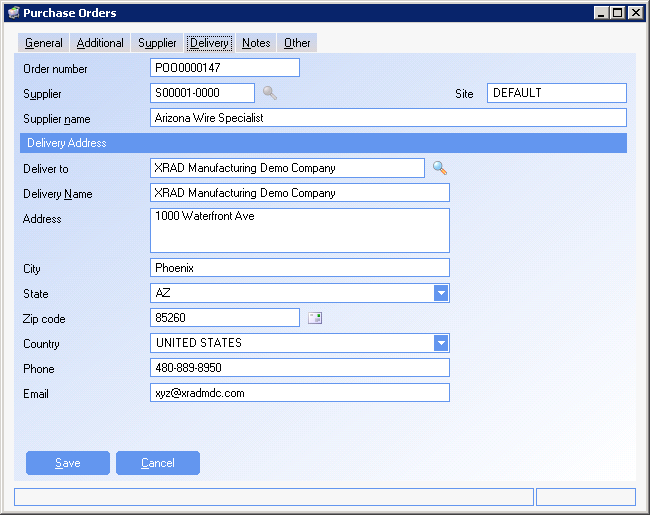 Purchase Orders
General Additional Supplier Delivery Notes Other
Order number POO0000147
Supplier S00001-0000 Site DEFAULT
Supplier name Arizona Wire Specialist
Delivery Address
Deliver to XRAD Manufacturing Demo Company
Delivery Name XRAD Manufacturing Demo Company
Address 1000 Waterfront Ave
City Phoenix
State AZ
Zip code 85260
Country UNITED STATES
Phone 480-889-8950
Email xyz@xradmdc.com
Save Cancel